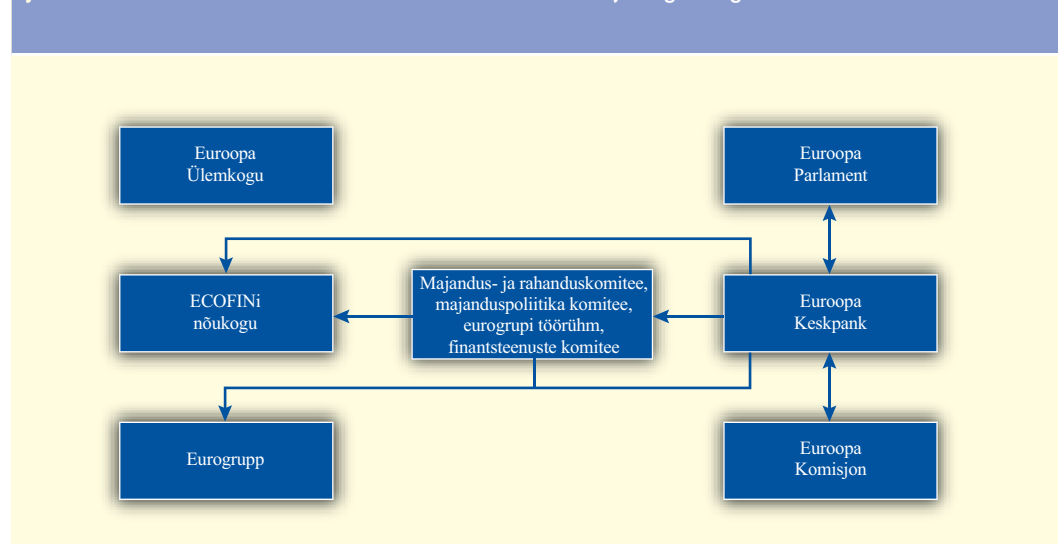 Euroopa
Ülemkogu
Euroopa
Parlament
ECOFINi
nõukogu
Majandus- ja rahanduskomitee,
majanduspoliitika komitee,
eurogrupi töörühm,
finantsteenuste komitee
Euroopa
Keskpank
Eurogrupp
Euroopa
Komisjon